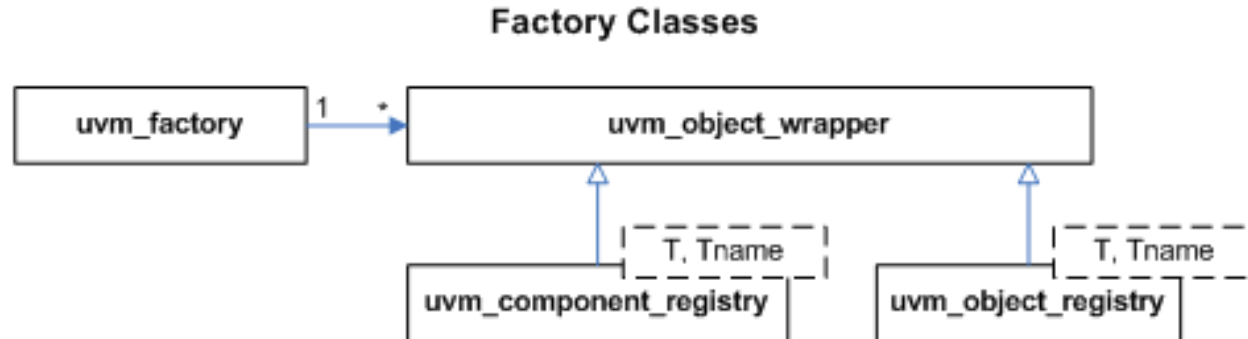 Factory Classes
uvm_factory
1
*
uvm_object_wrapper
T, Tname
T, Tname
uvm_component_registry
uvm_object_registry